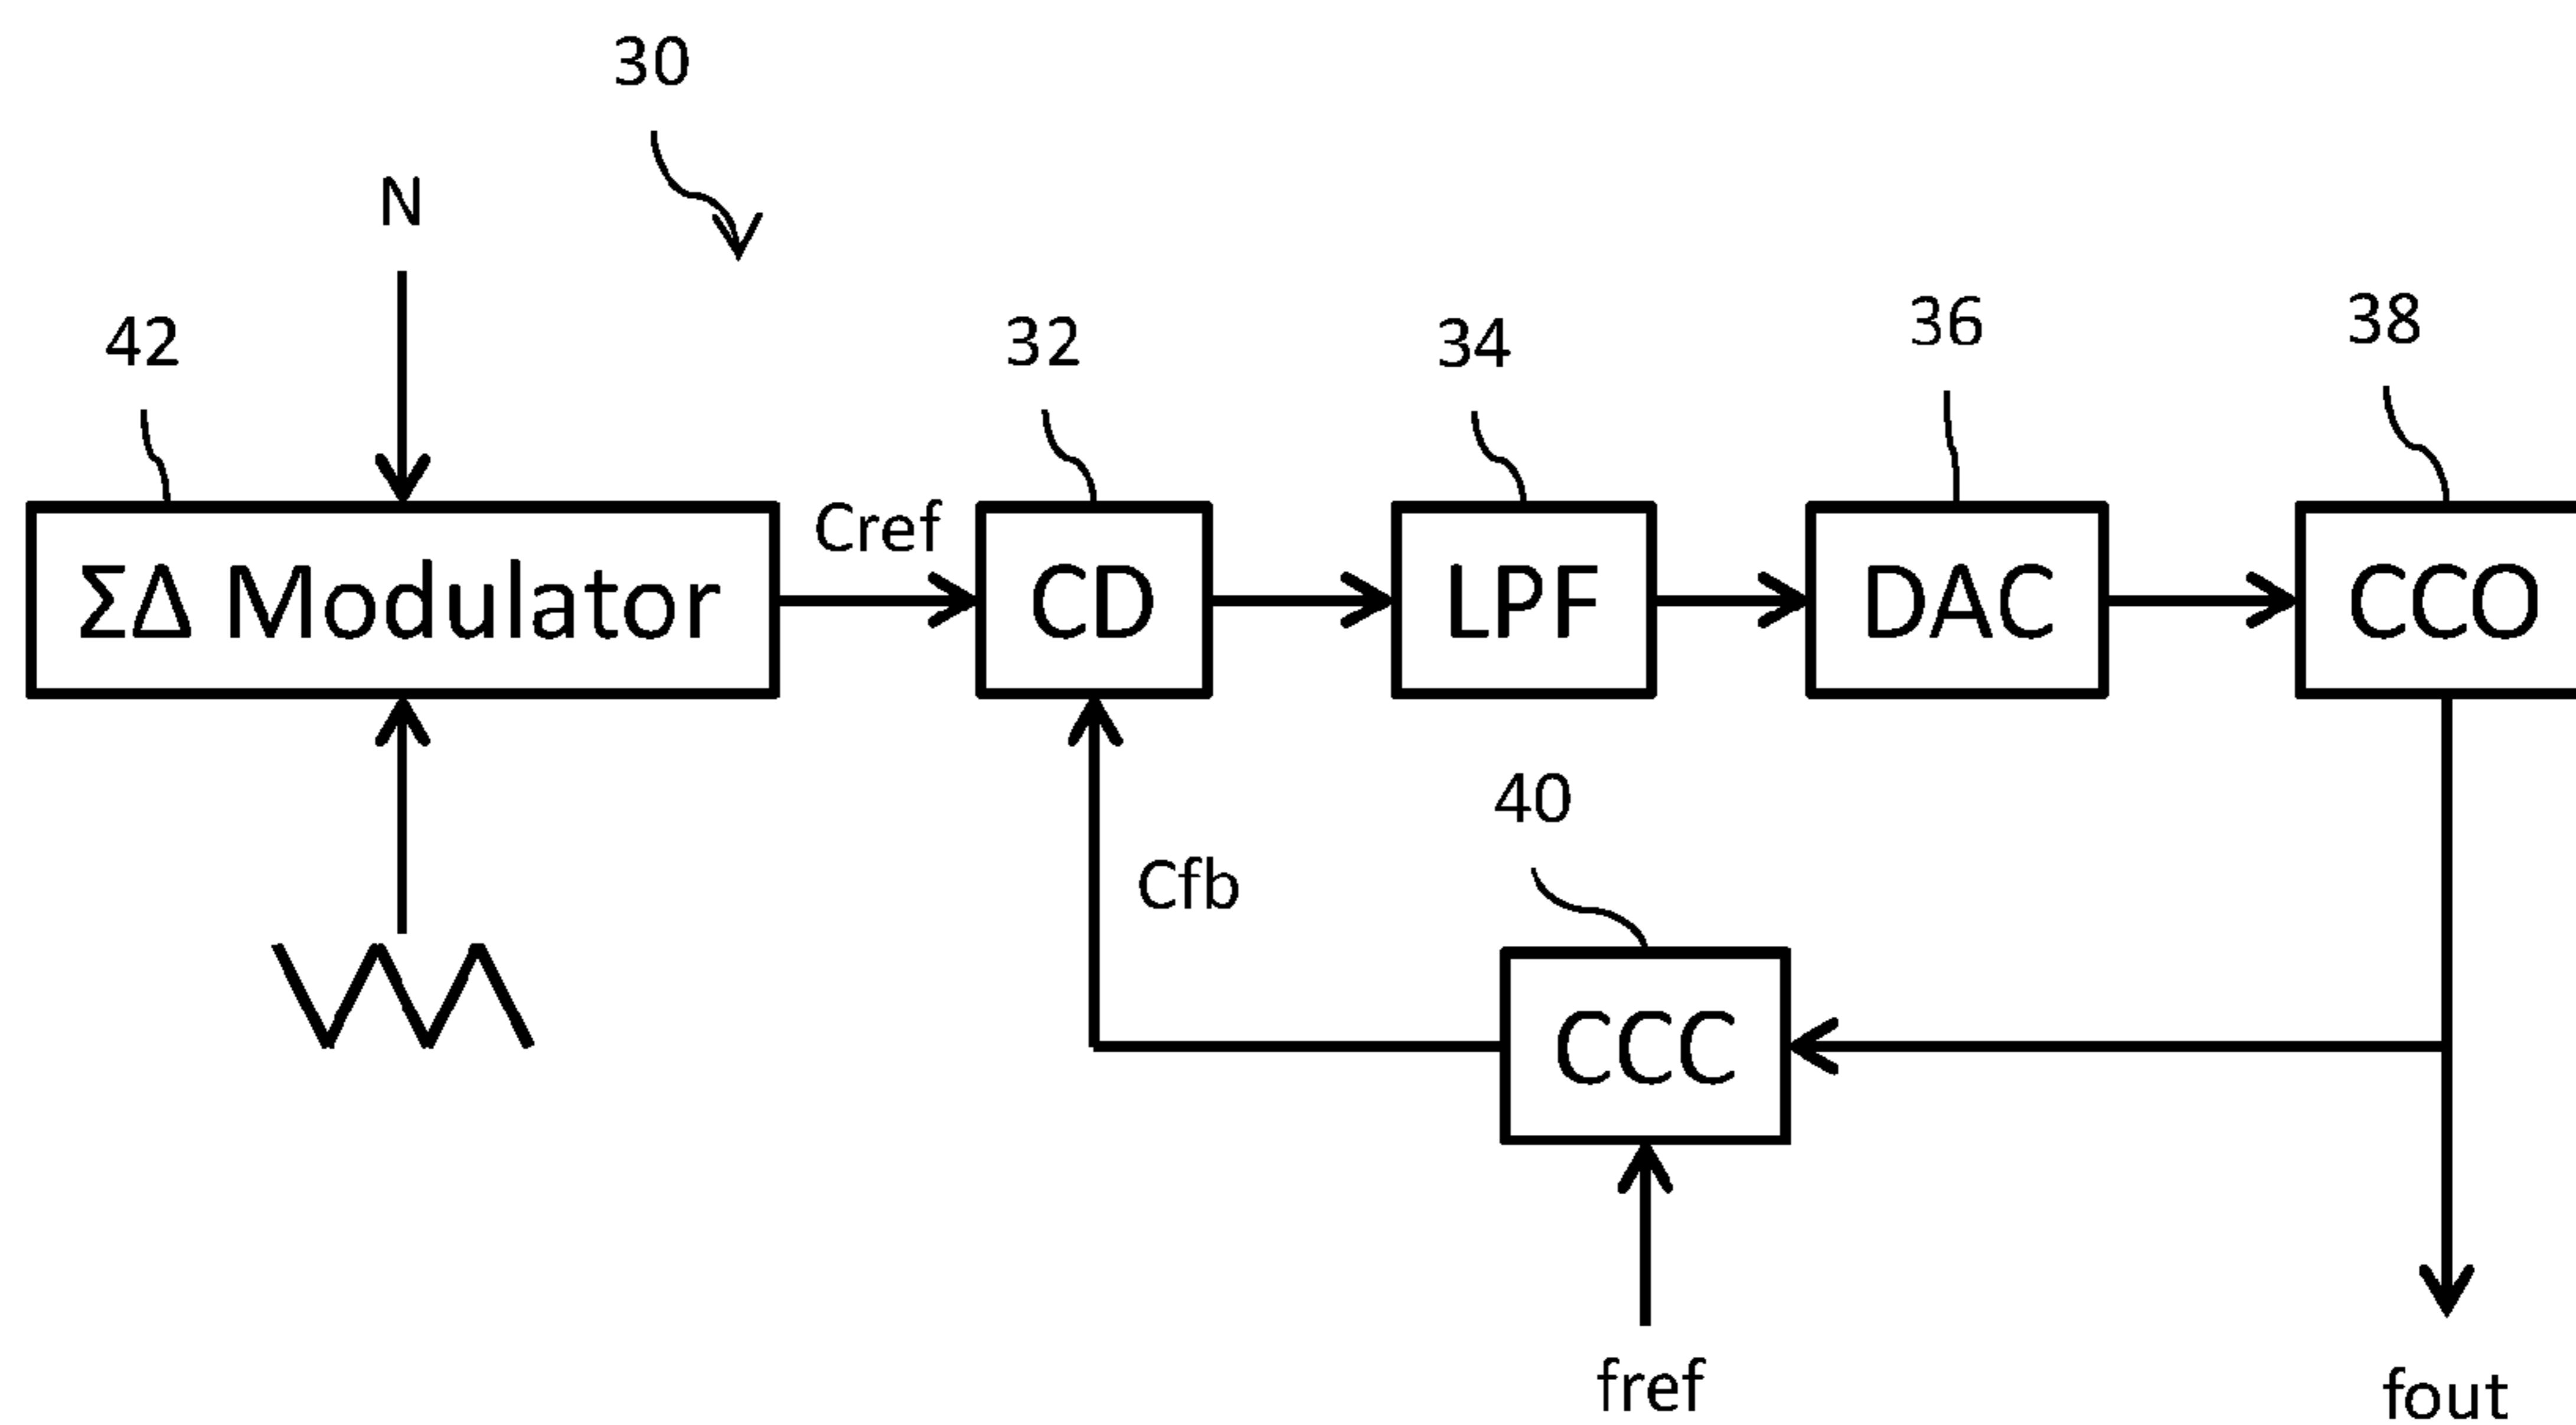 30
N
42
32
34
36
38
ΣΔ Modulator
Cref
CD
LPF
DAC
CCO
40
Cfb
CCC
fref
fout